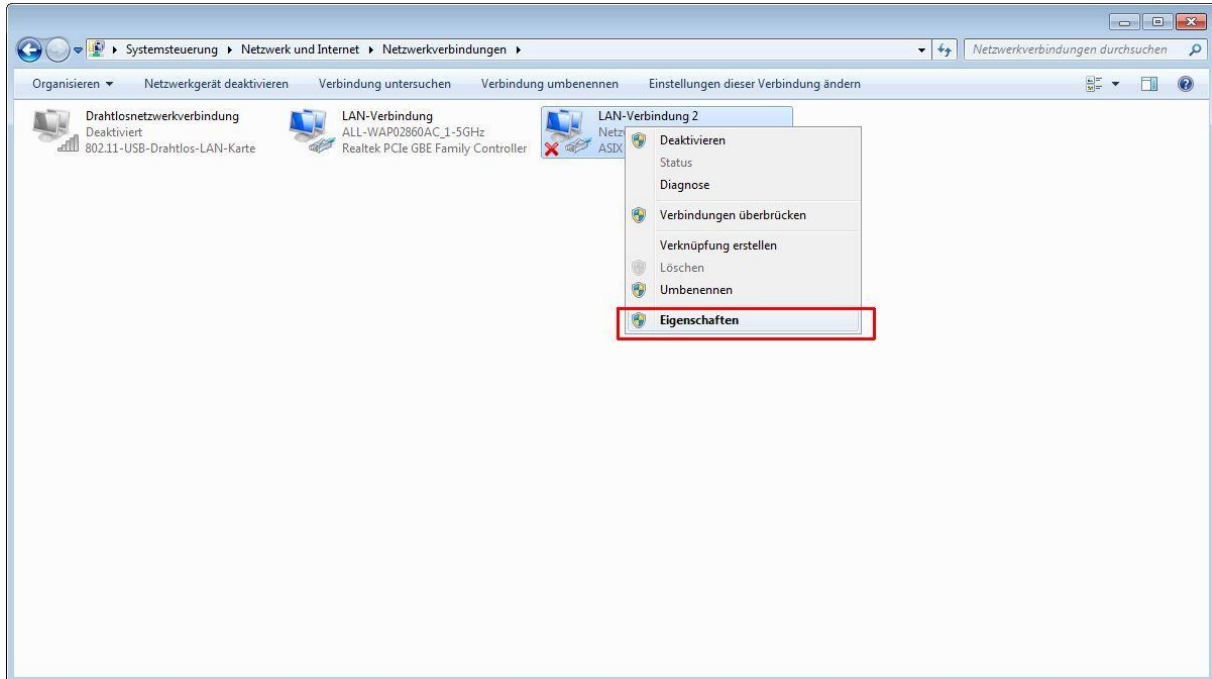 Systemsteuerung ▸ Netzwerk und Internet ▸ Netzwerkverbindungen ▸
Netzwerkverbindungen durchsuchen
Organisieren Netzwerkgerät deaktivieren Verbindung untersuchen Verbindung umbenennen Einstellungen dieser Verbindung ändern
Drahtlosnetzwerkverbindung
Deaktiviert
802.11-USB-Drahtlos-LAN-Karte
LAN-Verbindung
ALL-WAP02860AC_1-5GHz
Realtek PCIe GBE Family Controller
LAN-Verbindung 2
ASIX
Deaktivieren
Status
Diagnose
Verbindungen überbrücken
Verknüpfung erstellen
Löschen
Umbenennen
Eigenschaften